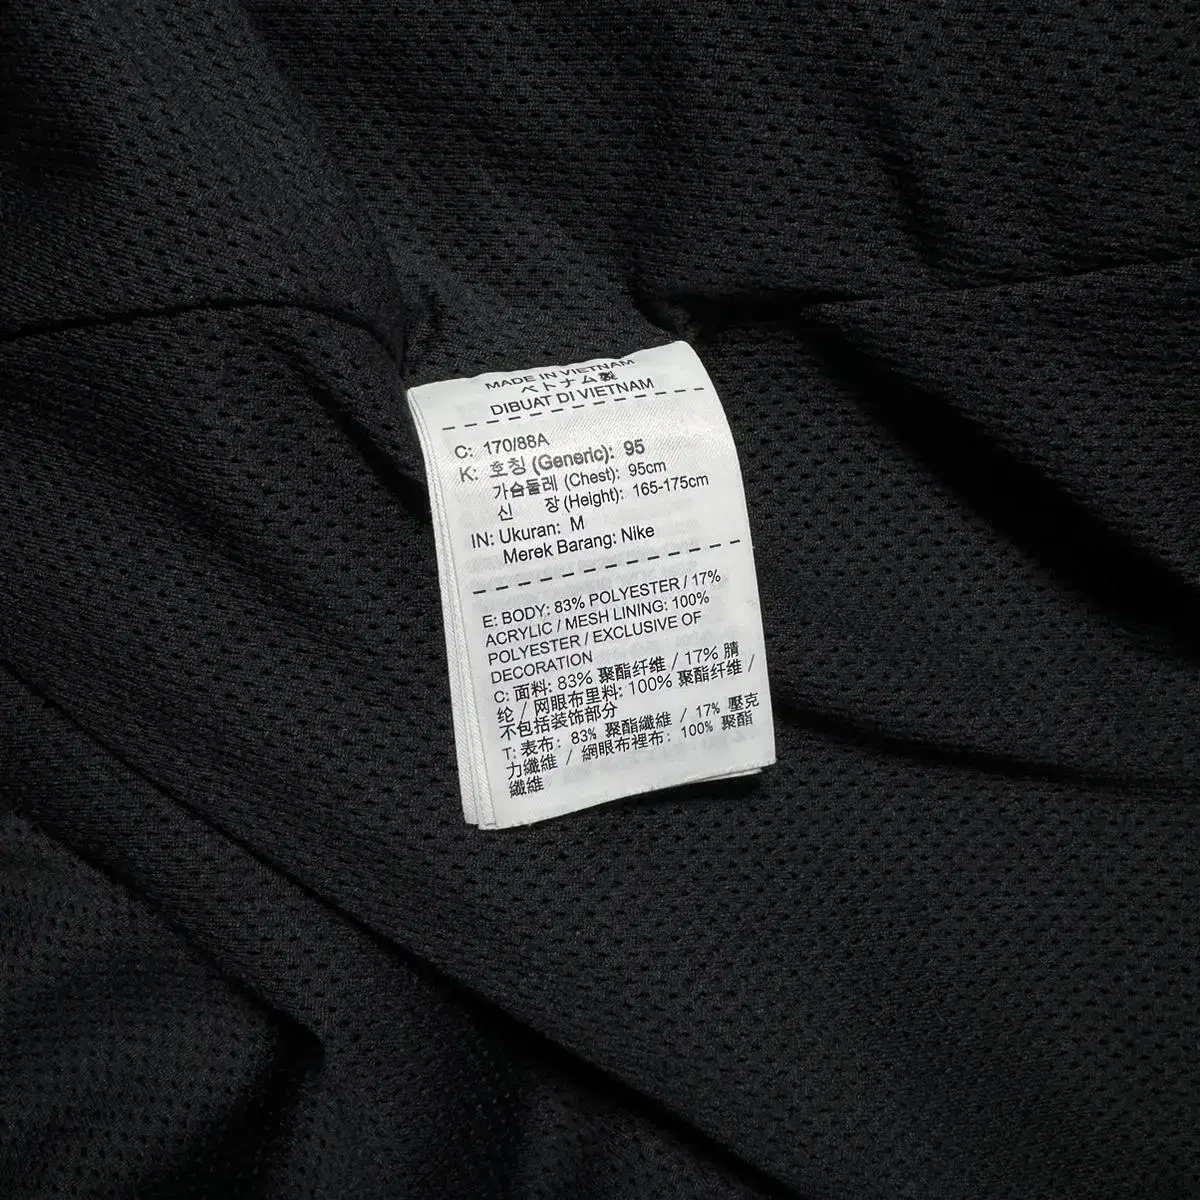 MADE IN VIETNAM
ベトナム製
DIBUAT DI VIETNAM
C: 170/88A
K: 호칭 (Generic): 95
가슴둘레 (Chest): 95cm
신 장 (Height): 165-175cm
IN: Ukuran: M
Merek Barang: Nike
E: BODY: 83% POLYESTER / 17%
ACRYLIC / MESH LINING: 100%
POLYESTER / EXCLUSIVE OF
DECORATION
C: 面料: 83% 聚酯纤维 / 17% 腈
纶 / 网眼布里料: 100% 聚酯纤维 /
不包括装饰部分
T: 表布: 83% 聚酯纖維 / 17% 壓克
力纖維 / 網眼布裡布: 100% 聚酯
纖維